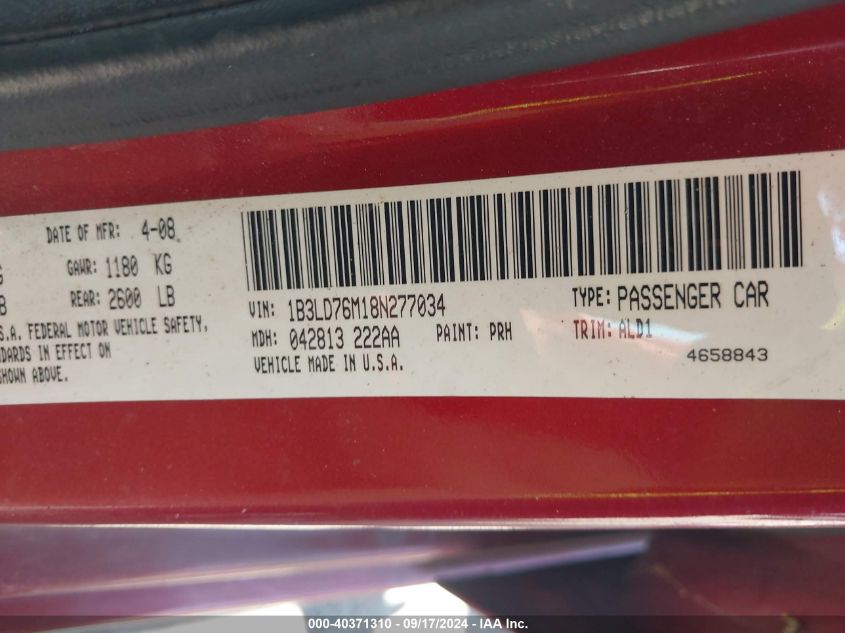 DATE OF MFR: 4-08
G GAWR: 1180 KG
B REAR: 2600 LB
S.A. FEDERAL MOTOR VEHICLE SAFETY,
NDARDS IN EFFECT ON
SHOWN ABOVE.
VIN: 1B3LD76M18N277034
TYPE: PASSENGER CAR
MDH: 042813 222AA PAINT: PRH TRIM: ALD1
VEHICLE MADE IN U.S.A.
4658843
000-40371310 - 09/17/2024 - IAA Inc.